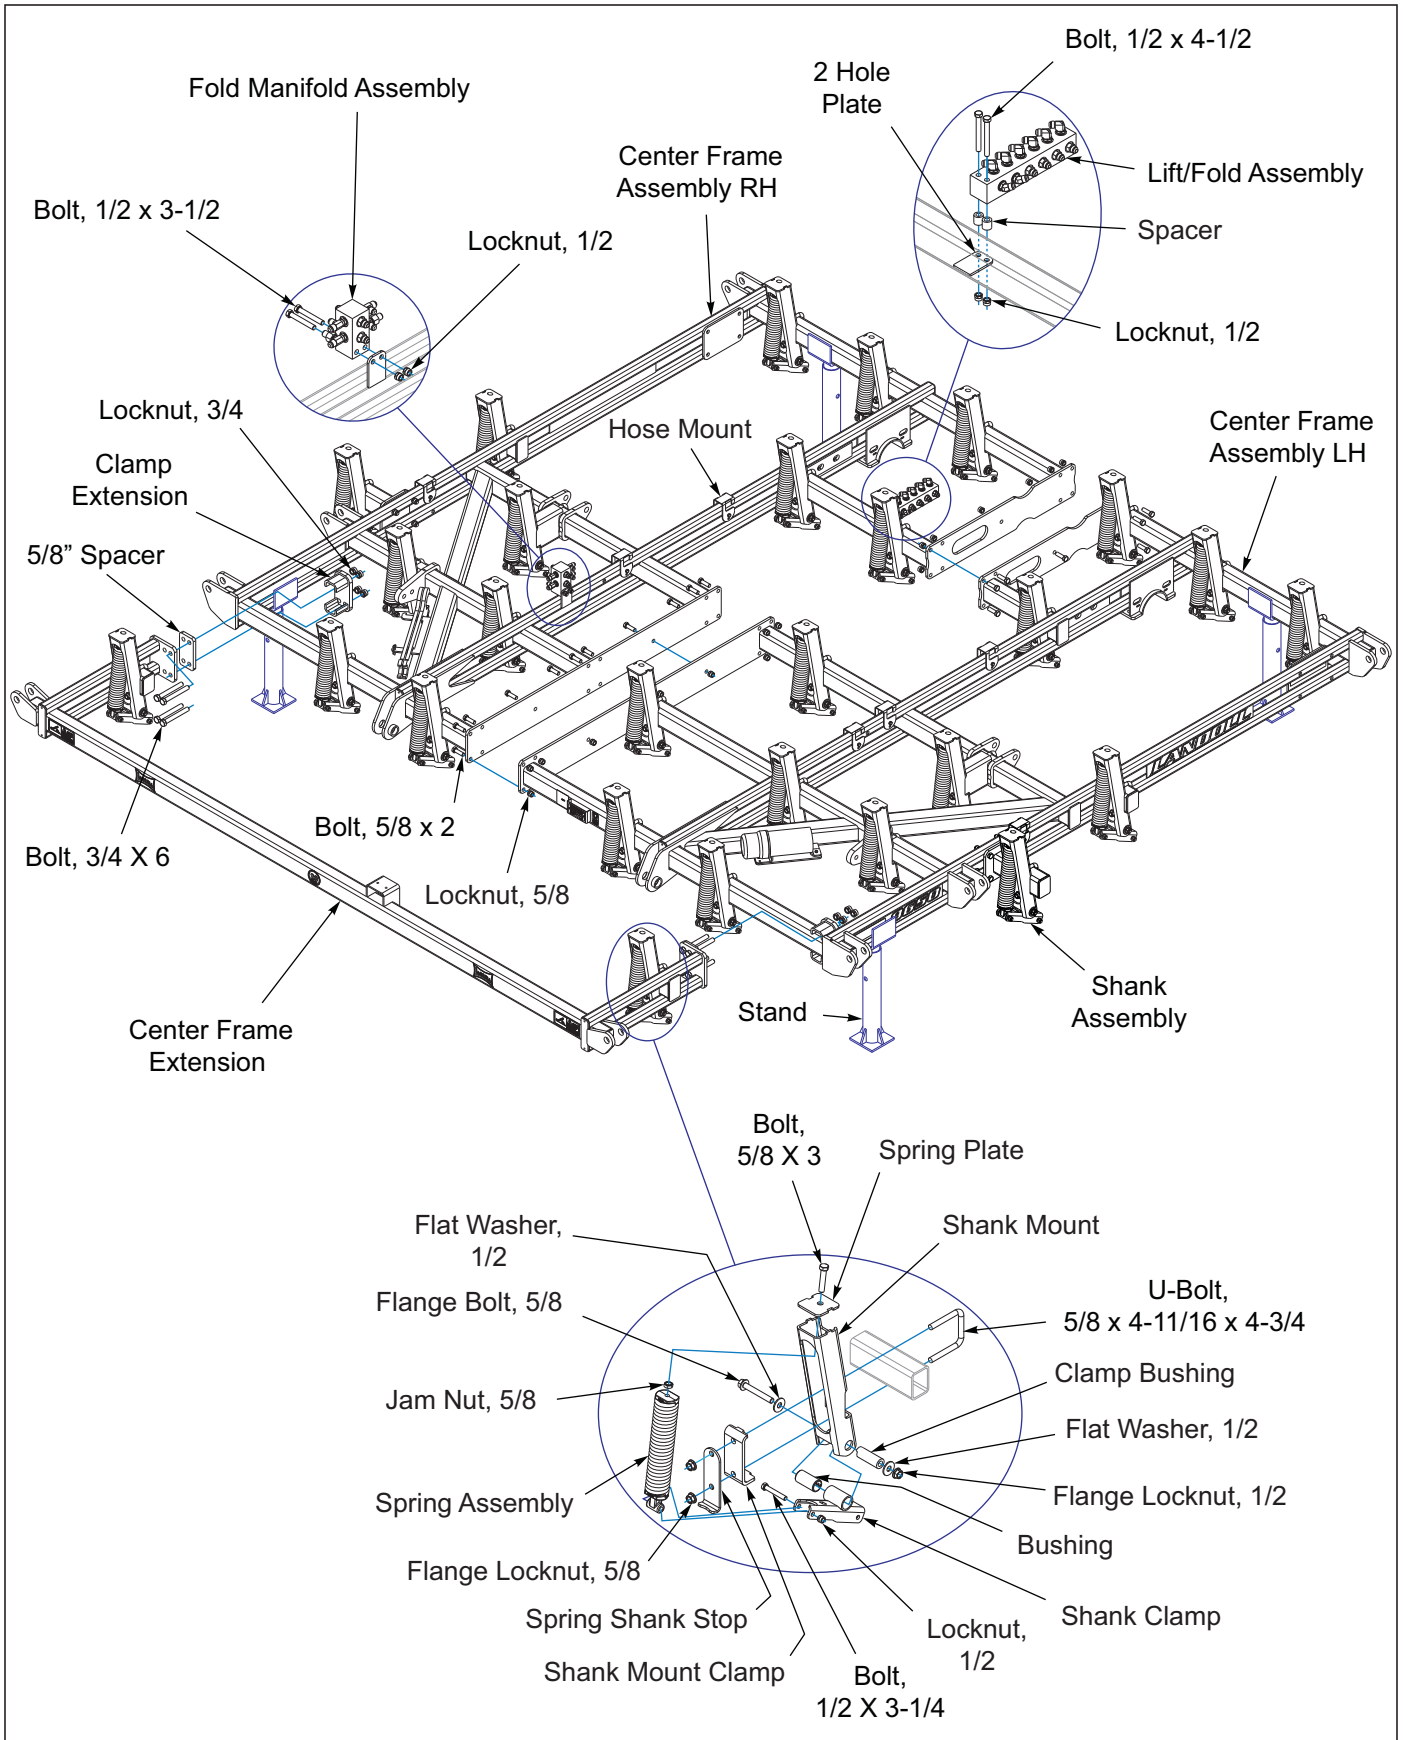 Bolt, 1/2 x 4-1/2
2 Hole
Plate
Fold Manifold Assembly
Center Frame
Assembly RH
Lift/Fold Assembly
Bolt, 1/2 x 3-1/2
Locknut, 1/2
Spacer
Locknut, 1/2
Locknut, 3/4
Hose Mount
Center Frame
Assembly LH
Clamp
Extension
5/8” Spacer
LANDOLL
Bolt, 5/8 x 2
Bolt, 3/4 X 6
Locknut, 5/8
Shank
Assembly
Stand
Center Frame
Extension
Bolt,
5/8 X 3
Spring Plate
Flat Washer,
1/2
Shank Mount
Flange Bolt, 5/8
U-Bolt,
5/8 x 4-11/16 x 4-3/4
Jam Nut, 5/8
Clamp Bushing
Flat Washer, 1/2
Spring Assembly
Flange Locknut, 1/2
Bushing
Flange Locknut, 5/8
Spring Shank Stop
Shank Clamp
Locknut,
1/2
Shank Mount Clamp
Bolt,
1/2 X 3-1/4